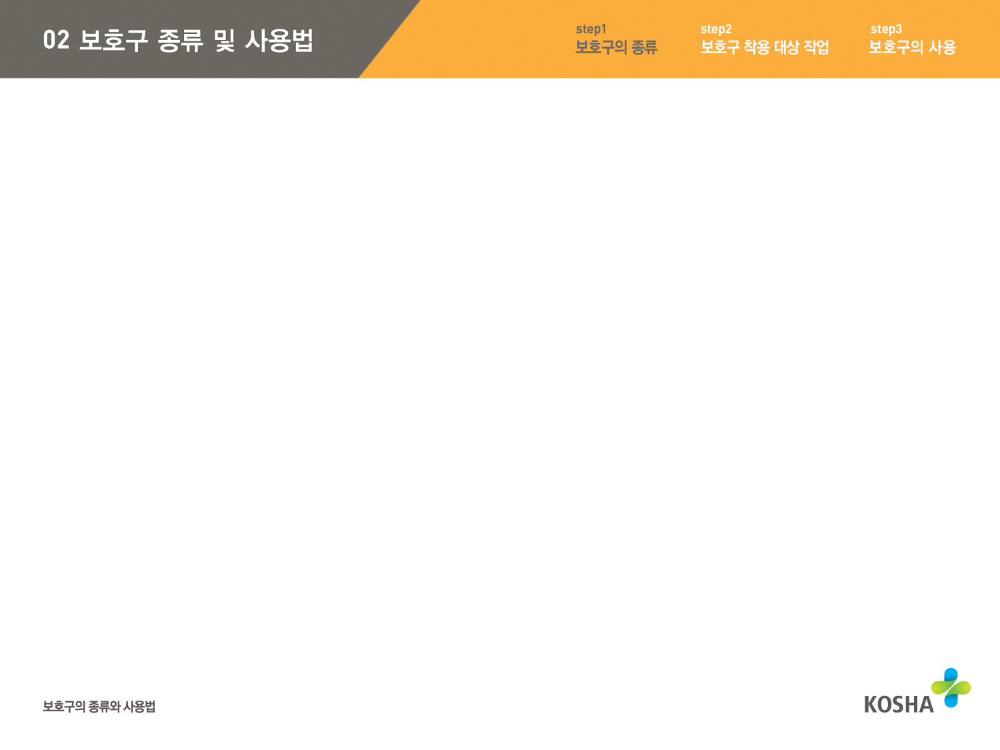 02 보호구 종류 및 사용법
step1
보호구의 종류
step2
보호구 착용 대상 작업
step3
보호구의 사용
보호구의 종류와 사용법
KOSHA